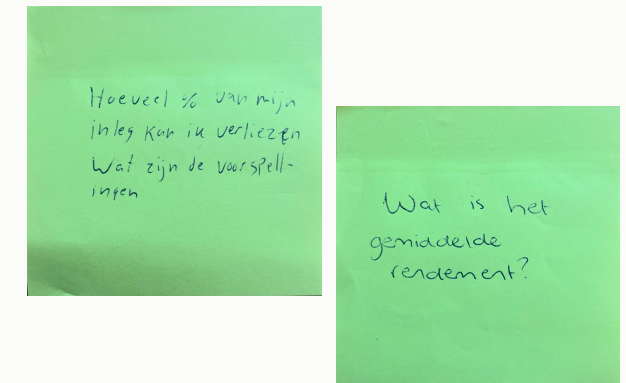 Hoeveel % van mijn
inleg kan ik verliezen
Wat zijn de voorspell-
ingen
Wat is het
gemiddelde
rendement?